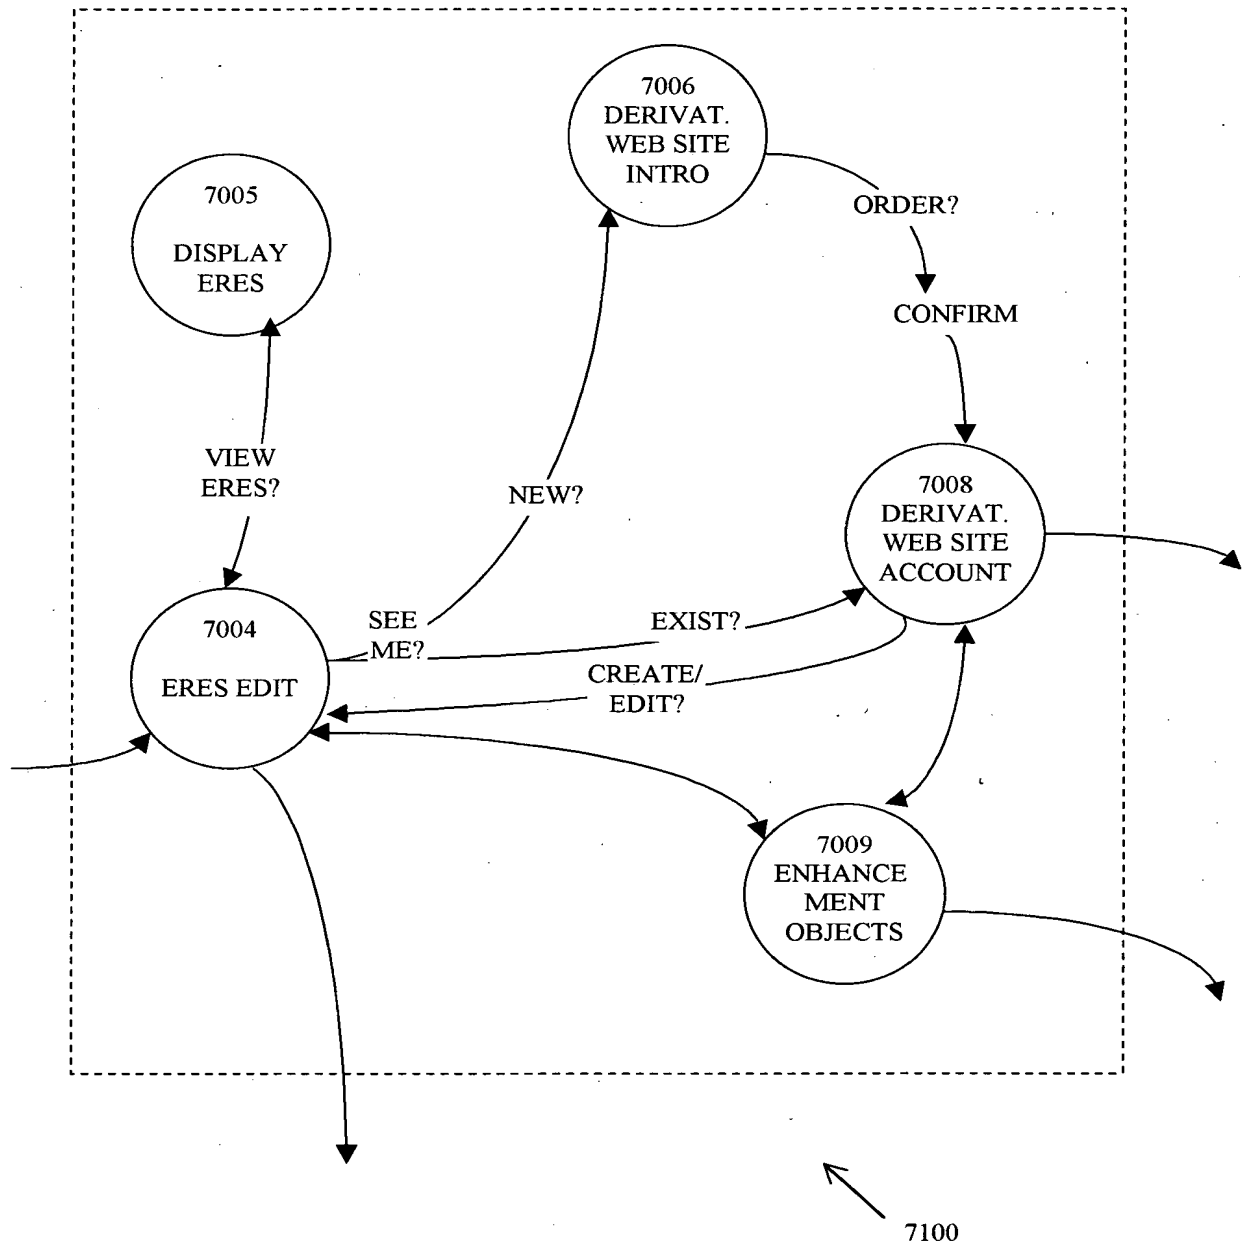 7006
DERIVAT.
WEB SITE
INTRO
7005
DISPLAY
ERES
ORDER?
CONFIRM
VIEW
ERES?
NEW?
7008
DERIVAT.
WEB SITE
ACCOUNT
SEE
ME?
EXIST?
7004
ERES EDIT
CREATE/
EDIT?
7009
ENHANCE
MENT
OBJECTS
7100